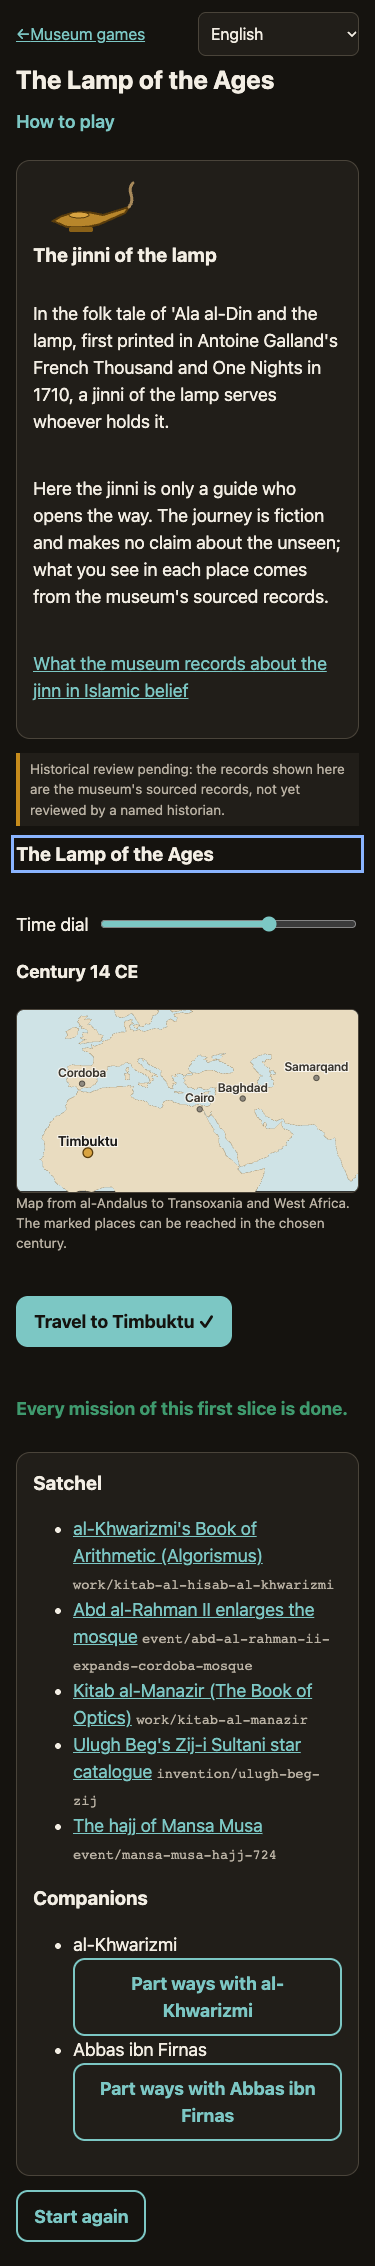 ←Museum games
English
The Lamp of the Ages
How to play
The jinni of the lamp
In the folk tale of 'Ala al-Din and the
lamp, first printed in Antoine Galland's
French Thousand and One Nights in
1710, a jinni of the lamp serves
whoever holds it.
Here the jinni is only a guide who
opens the way. The journey is fiction
and makes no claim about the unseen;
what you see in each place comes
from the museum's sourced records.
What the museum records about the
jinn in Islamic belief
Historical review pending: the records shown here
are the museum's sourced records, not yet
reviewed by a named historian.
The Lamp of the Ages
Time dial
Century 14 CE
Cordoba
Samarqand
Baghdad
Cairo
Timbuktu
Map from al-Andalus to Transoxania and West Africa.
The marked places can be reached in the chosen
century.
Travel to Timbuktu ✓
Every mission of this first slice is done.
Satchel
• al-Khwarizmi's Book of
Arithmetic (Algorismus)
work/kitab-al-hisab-al-khwarizmi
• Abd al-Rahman II enlarges the
mosque event/abd-al-rahman-ii-
expands-cordoba-mosque
• Kitab al-Manazir (The Book of
Optics) work/kitab-al-manazir
• Ulugh Beg's Zij-i Sultani star
catalogue invention/ulugh-beg-
zij
• The hajj of Mansa Musa
event/mansa-musa-hajj-724
Companions
• al-Khwarizmi
Part ways with al-
Khwarizmi
• Abbas ibn Firnas
Part ways with Abbas ibn
Firnas
Start again